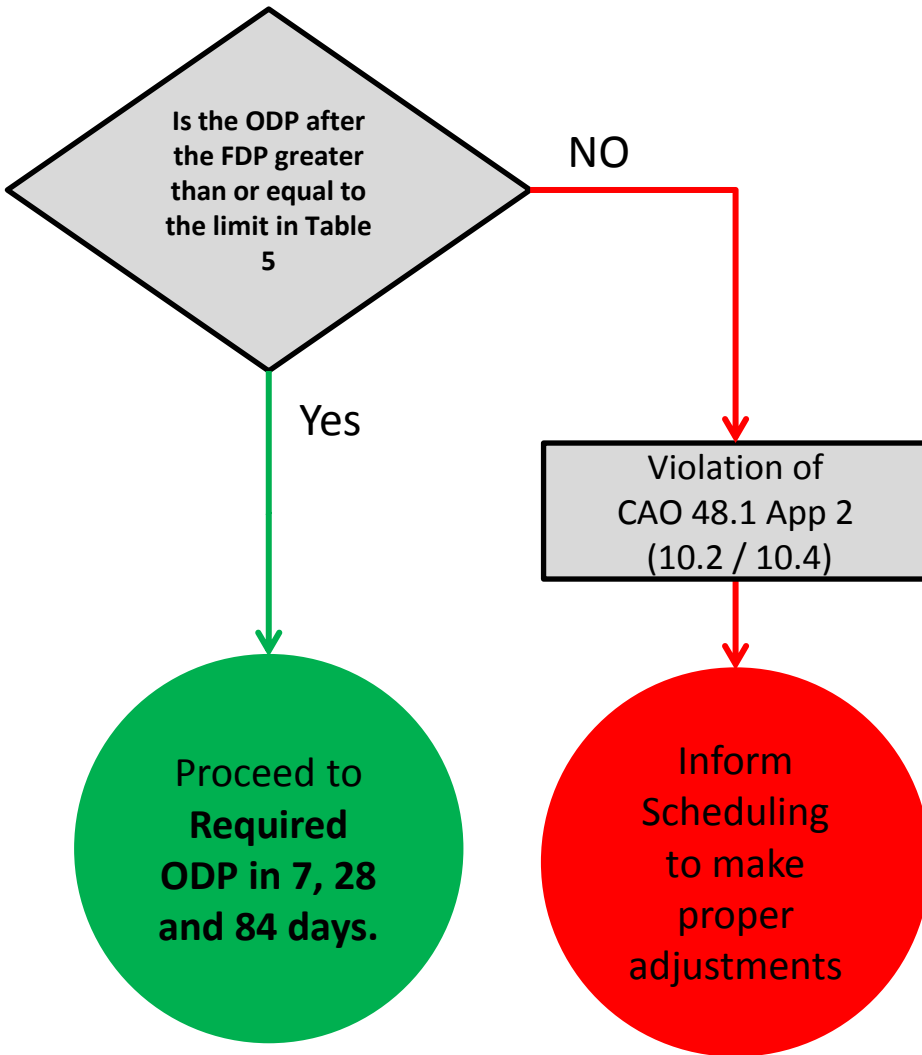 Is the ODP after
the FDP greater
than or equal to
the limit in Table
5
NO
Yes
Violation of
CAO 48.1 App 2
(10.2 / 10.4)
Proceed to
Required
ODP in 7, 28
and 84 days.
Inform
Scheduling
to make
proper
adjustments